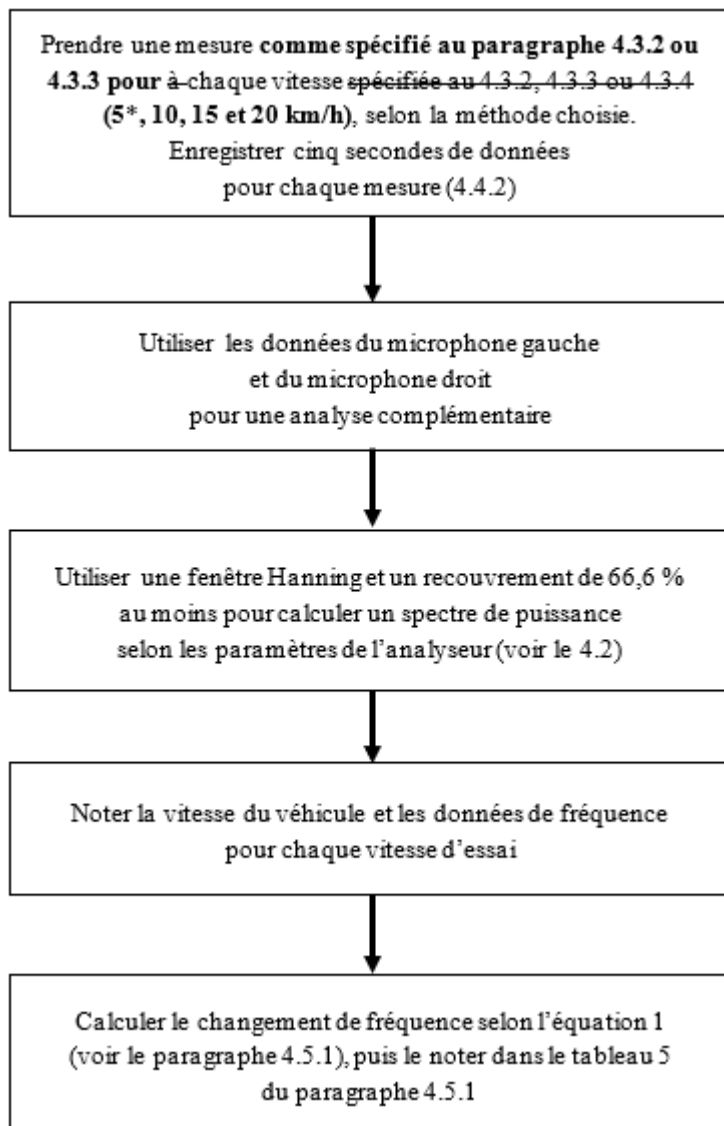 Prendre une mesure comme spécifié au paragraphe 4.3.2 ou
4.3.3 pour à chaque vitesse spécifiée au 4.3.2, 4.3.3 ou 4.3.4
(5*, 10, 15 et 20 km/h), selon la méthode choisie.
Enregistrer cinq secondes de données
pour chaque mesure (4.4.2)
Utiliser les données du microphone gauche
et du microphone droit
pour une analyse complémentaire
Utiliser une fenêtre Hanning et un recouvrement de 66,6 %
au moins pour calculer un spectre de puissance
selon les paramètres de l'analyseur (voir le 4.2)
Noter la vitesse du véhicule et les données de fréquence
pour chaque vitesse d'essai
Calculer le changement de fréquence selon l'équation 1
(voir le paragraphe 4.5.1), puis le noter dans le tableau 5
du paragraphe 4.5.1